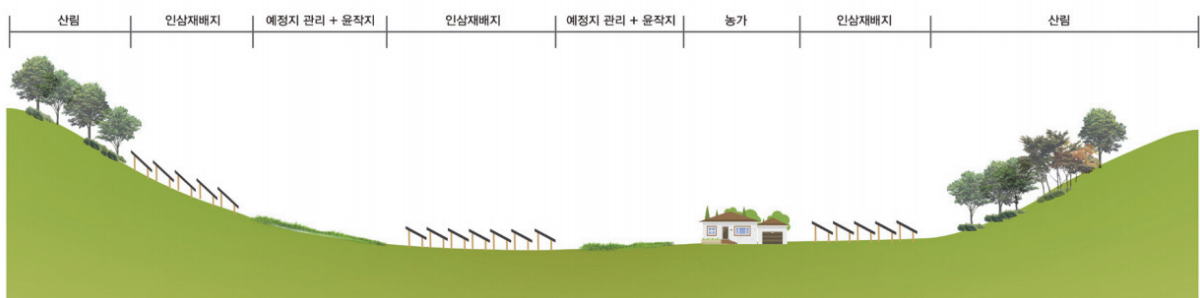 산림 인삼재배지 예정지 관리 + 윤작지 인삼재배지 예정지 관리 + 윤작지 농가 인삼재배지 산림